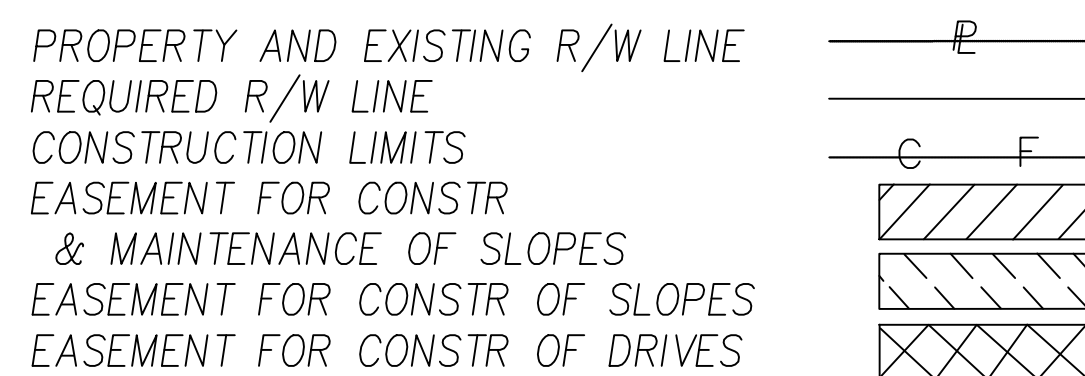 PROPERTY AND EXISTING R/W LINE PL
REQUIRED R/W LINE
CONSTRUCTION LIMITS C F
EASEMENT FOR CONSTR
& MAINTENANCE OF SLOPES
EASEMENT FOR CONSTR OF SLOPES
EASEMENT FOR CONSTR OF DRIVES